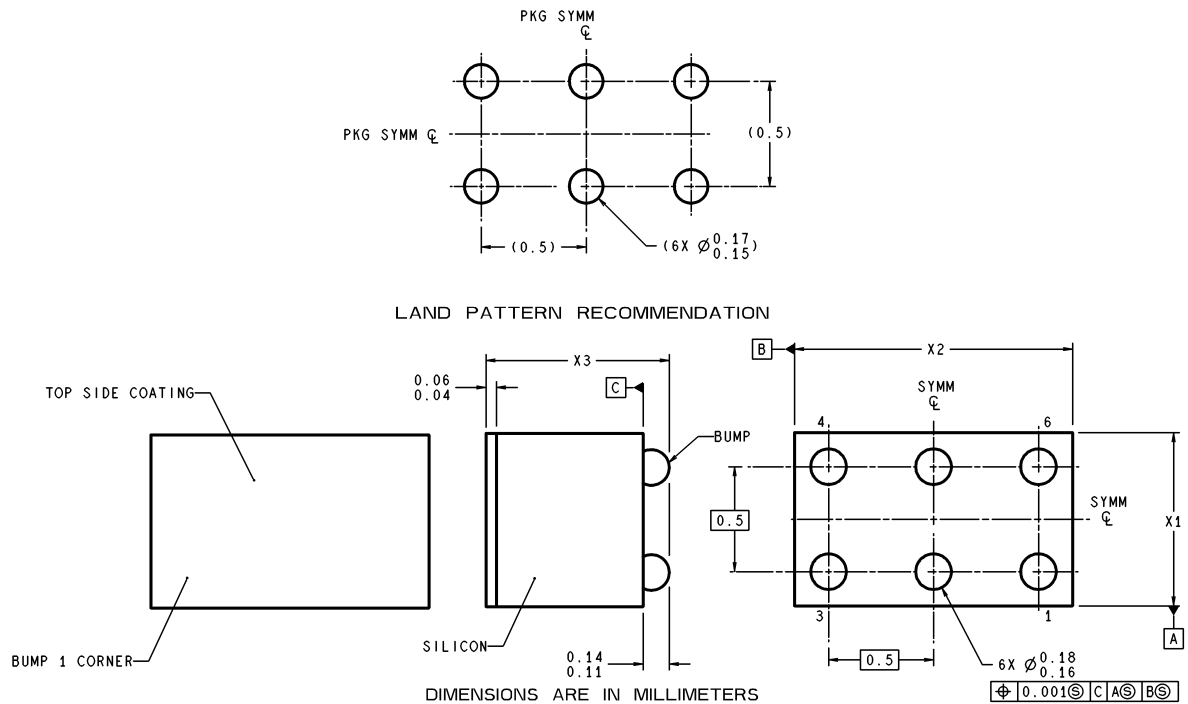 PKG SYMM
℄
PKG SYMM ℄
(0.5)
(0.5)
(6X Ø 0.17
0.15)
LAND PATTERN RECOMMENDATION
TOP SIDE COATING
BUMP 1 CORNER
X3
0.06
0.04
C
BUMP
SILICON
0.14
0.11
B
X2
SYMM
℄
4
6
0.5
SYMM
℄
X1
3
1
A
0.5
6X Ø 0.18
0.16
⌖ 0.001Ⓢ C AⓈ BⓈ
DIMENSIONS ARE IN MILLIMETERS